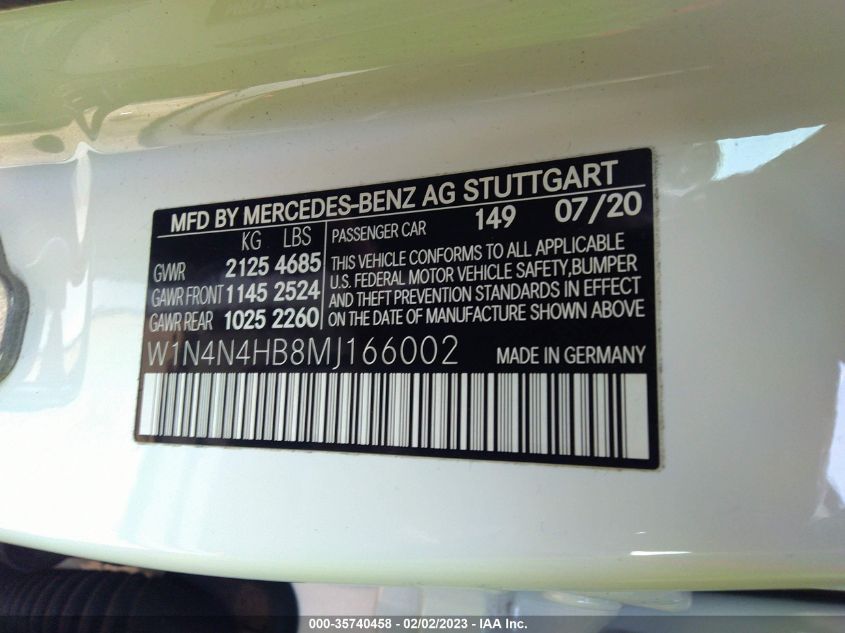 MFD BY MERCEDES-BENZ AG STUTTGART
KG LBS
GVWR 2125 4685
GAWR FRONT 1145 2524
GAWR REAR 1025 2260
PASSENGER CAR 149 07/20
THIS VEHICLE CONFORMS TO ALL APPLICABLE
U.S. FEDERAL MOTOR VEHICLE SAFETY,BUMPER
AND THEFT PREVENTION STANDARDS IN EFFECT
ON THE DATE OF MANUFACTURE SHOWN ABOVE
W1N4N4HB8MJ166002 MADE IN GERMANY
000-35740458 - 02/02/2023 - IAA Inc.